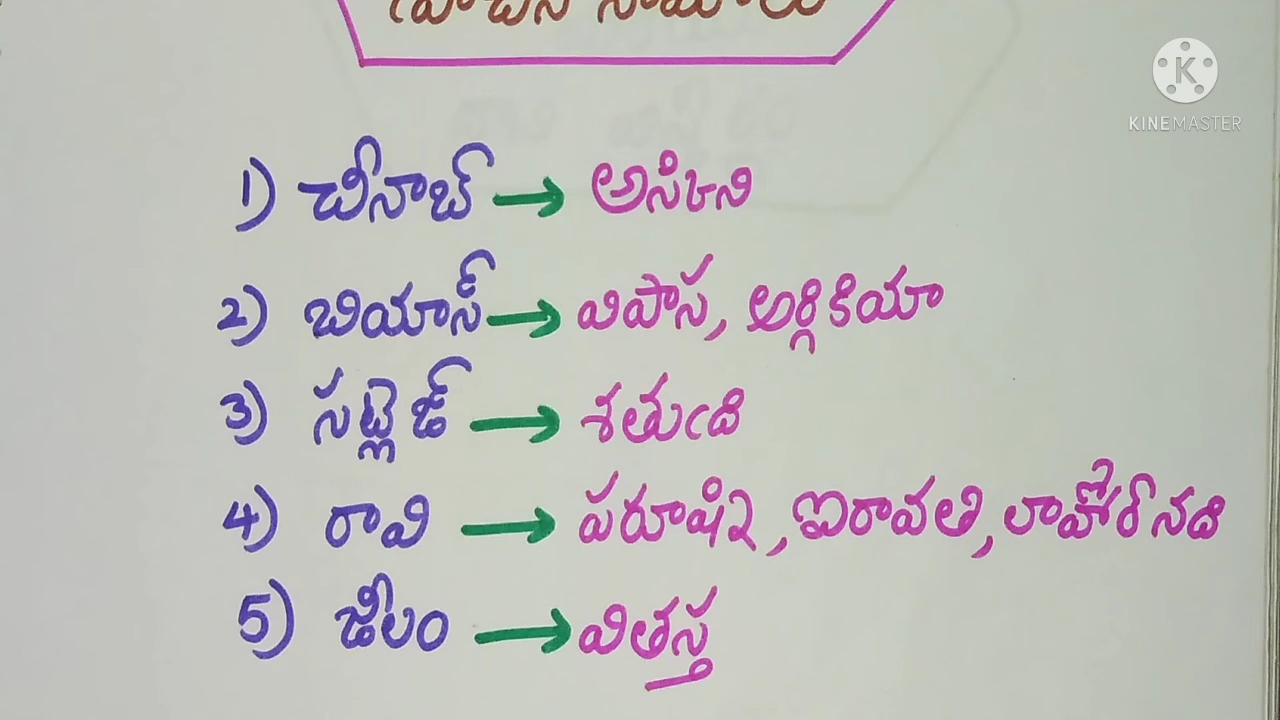 ప్రాచీన నామాలు
KINEMASTER
1) చీనాబ్ → అస్కిని
2) బియాస్ → విపాస, అర్గికియా
3) సట్లెజ్ → శతుద్రి
4) రావి → పరూష్ని, ఐరావతి, లాహోర్ నది
5) జీలం → వితస్త